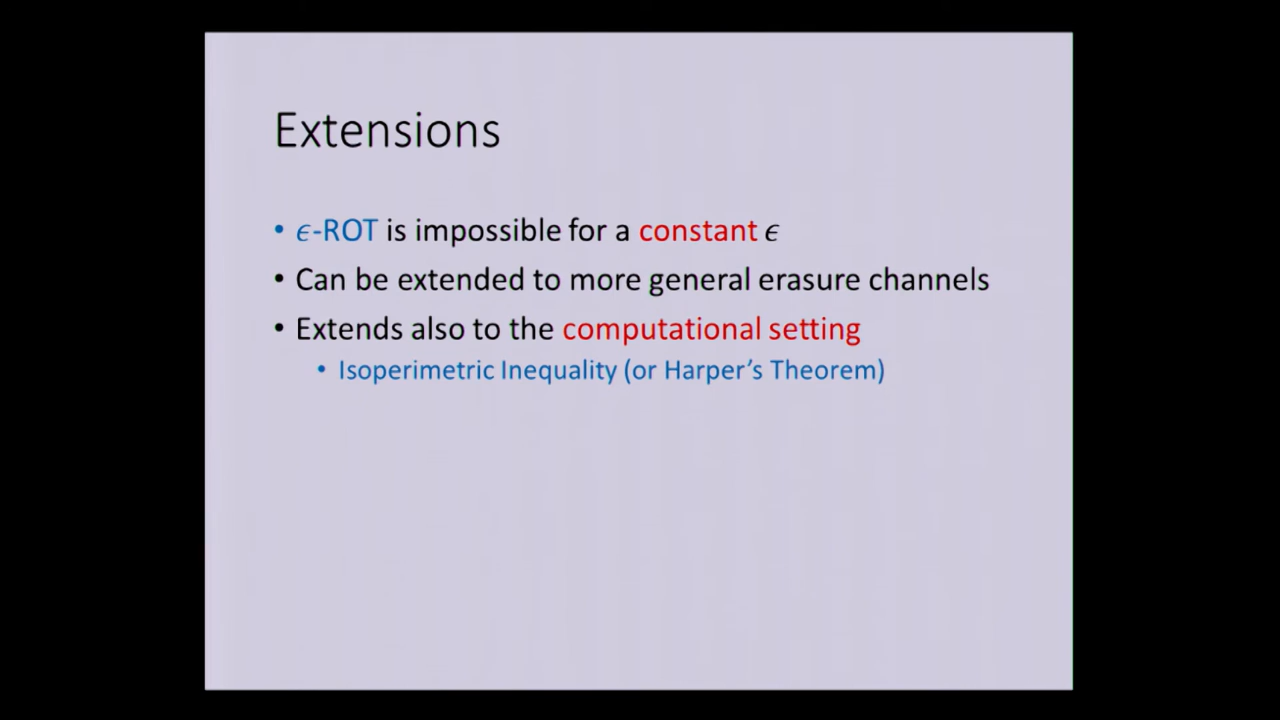 Extensions
• ϵ-ROT is impossible for a constant ϵ
• Can be extended to more general erasure channels
• Extends also to the computational setting
• Isoperimetric Inequality (or Harper’s Theorem)